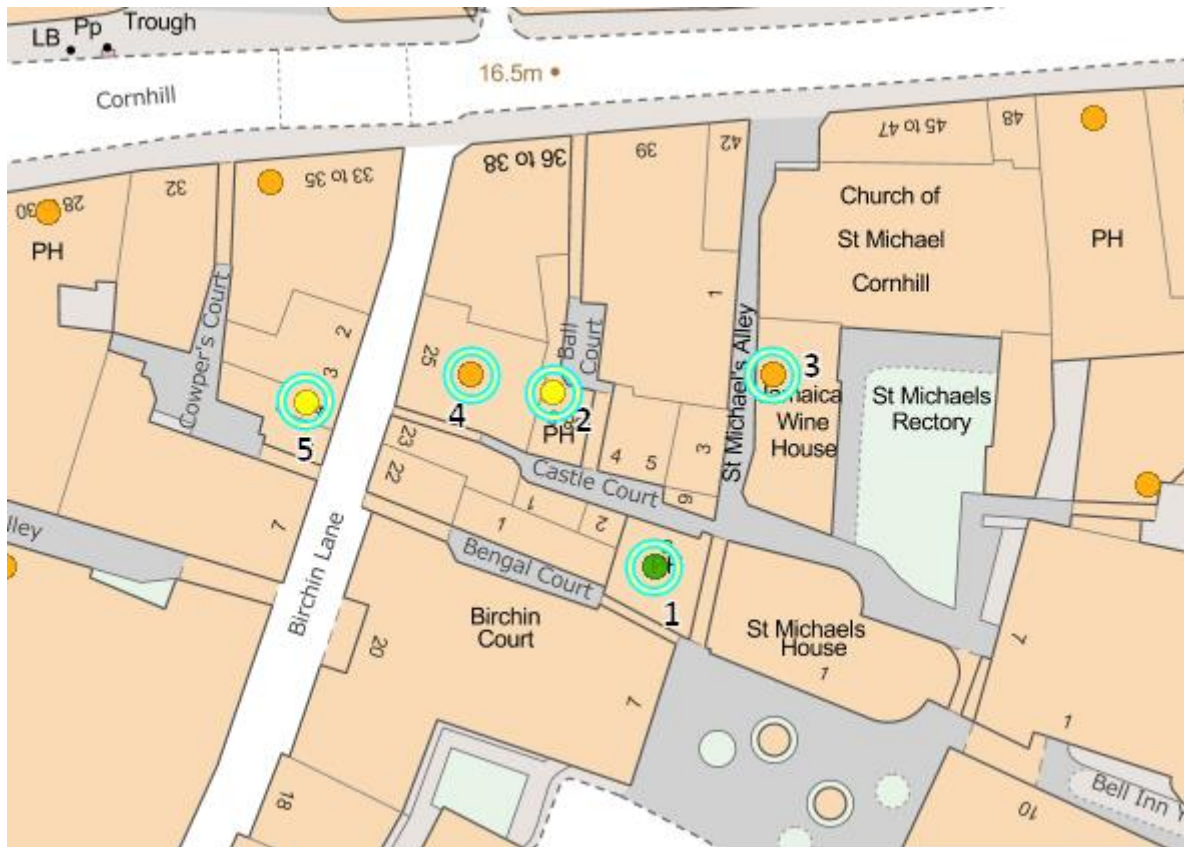 LB
Pp
Trough
Cornhill
16.5m
28
30
PH
32
33 to 35
36 to 38
39
42
45 to 47
48
Church of
St Michael
Cornhill
PH
Cowper's Court
2
3
5
25
4
Ball
Court
2
PH
1
St Michael's Alley
3
Jamaica
Wine
House
St Michaels
Rectory
23
22
4
5
3
6
Castle Court
1
1
2
Bengal Court
1
lley
7
Birchin Lane
Birchin
Court
20
7
St Michaels
House
1
7
1
18
10
Bell Inn Y